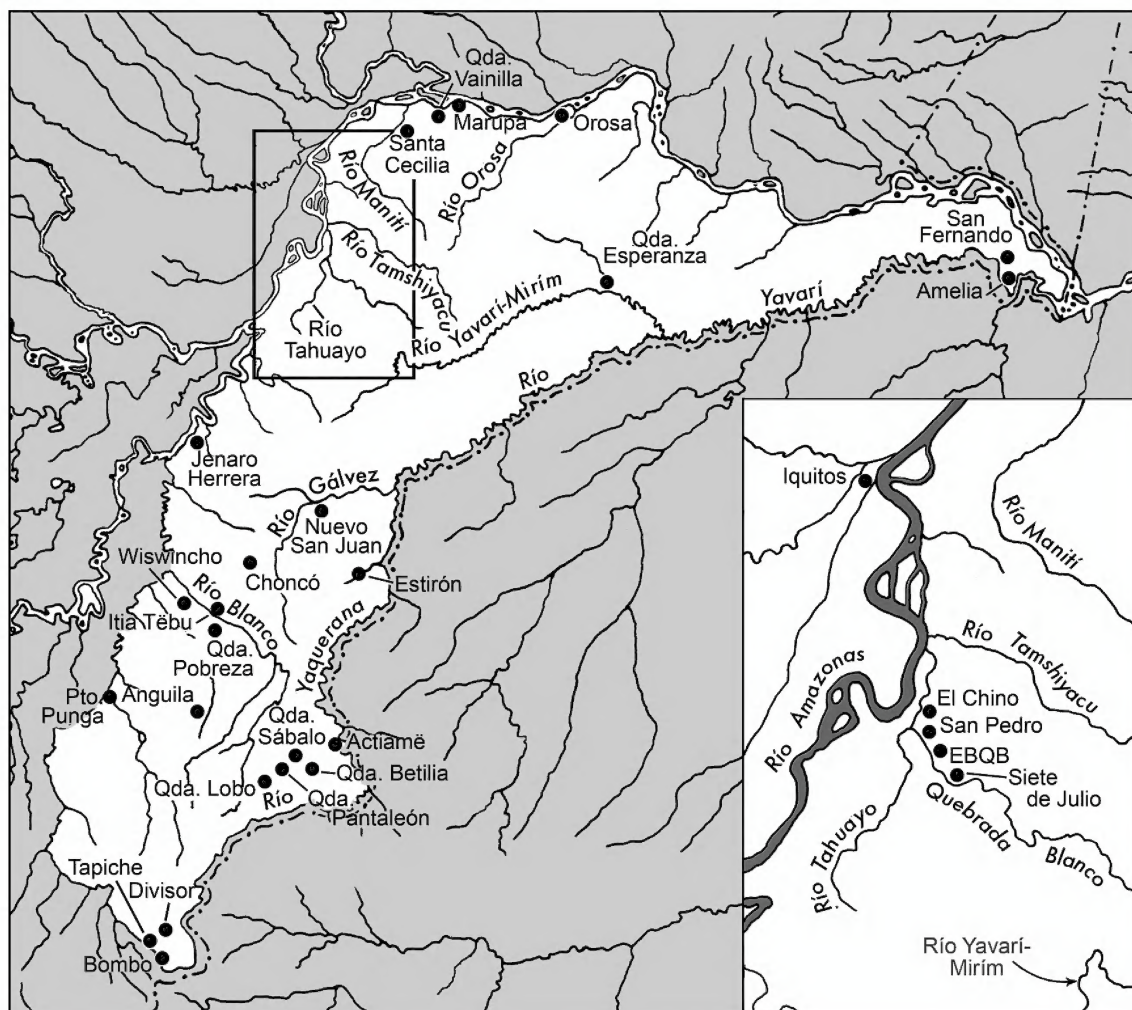 Qda.
Vainilla
Marupa
Orosa
Santa
Cecilia
Río Manití
Río Orosa
San
Fernando
Qda.
Esperanza
Río Tamshiyacu
Amelia
Río Yavarí-Mirím
Río Yavarí
Río
Tahuayo
Jenaro
Herrera
Río Gálvez
Nuevo
San Juan
Wiswincho
Choncó
Estirón
Río Blanco
Itia Tëbu
Qda.
Pobreza
Río Yaquerana
Pto.
Punga
Anguila
Qda.
Sábalo
Actiamë
Qda. Betilia
Qda. Lobo
Qda.
Pantaleón
Tapiche
Divisor
Bombo
Iquitos
Río Manití
Río Amazonas
Río Tamshiyacu
El Chino
San Pedro
EBQB
Siete
de Julio
Quebrada Blanco
Río Tahuayo
Río Yavarí-
Mirím